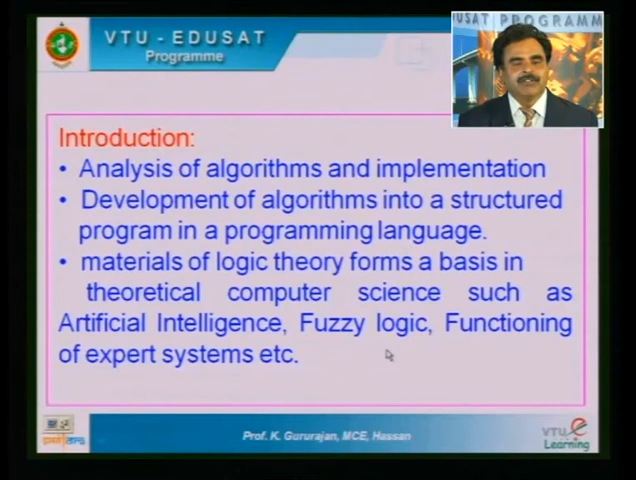 VTU - EDUSAT
Programme
DUSAT PROGRAMM
Introduction:
• Analysis of algorithms and implementation
• Development of algorithms into a structured
program in a programming language.
• materials of logic theory forms a basis in
theoretical computer science such as
Artificial Intelligence, Fuzzy logic, Functioning
of expert systems etc.
Prof. K. Gururajan, MCE, Hassan
VTU e
Learning